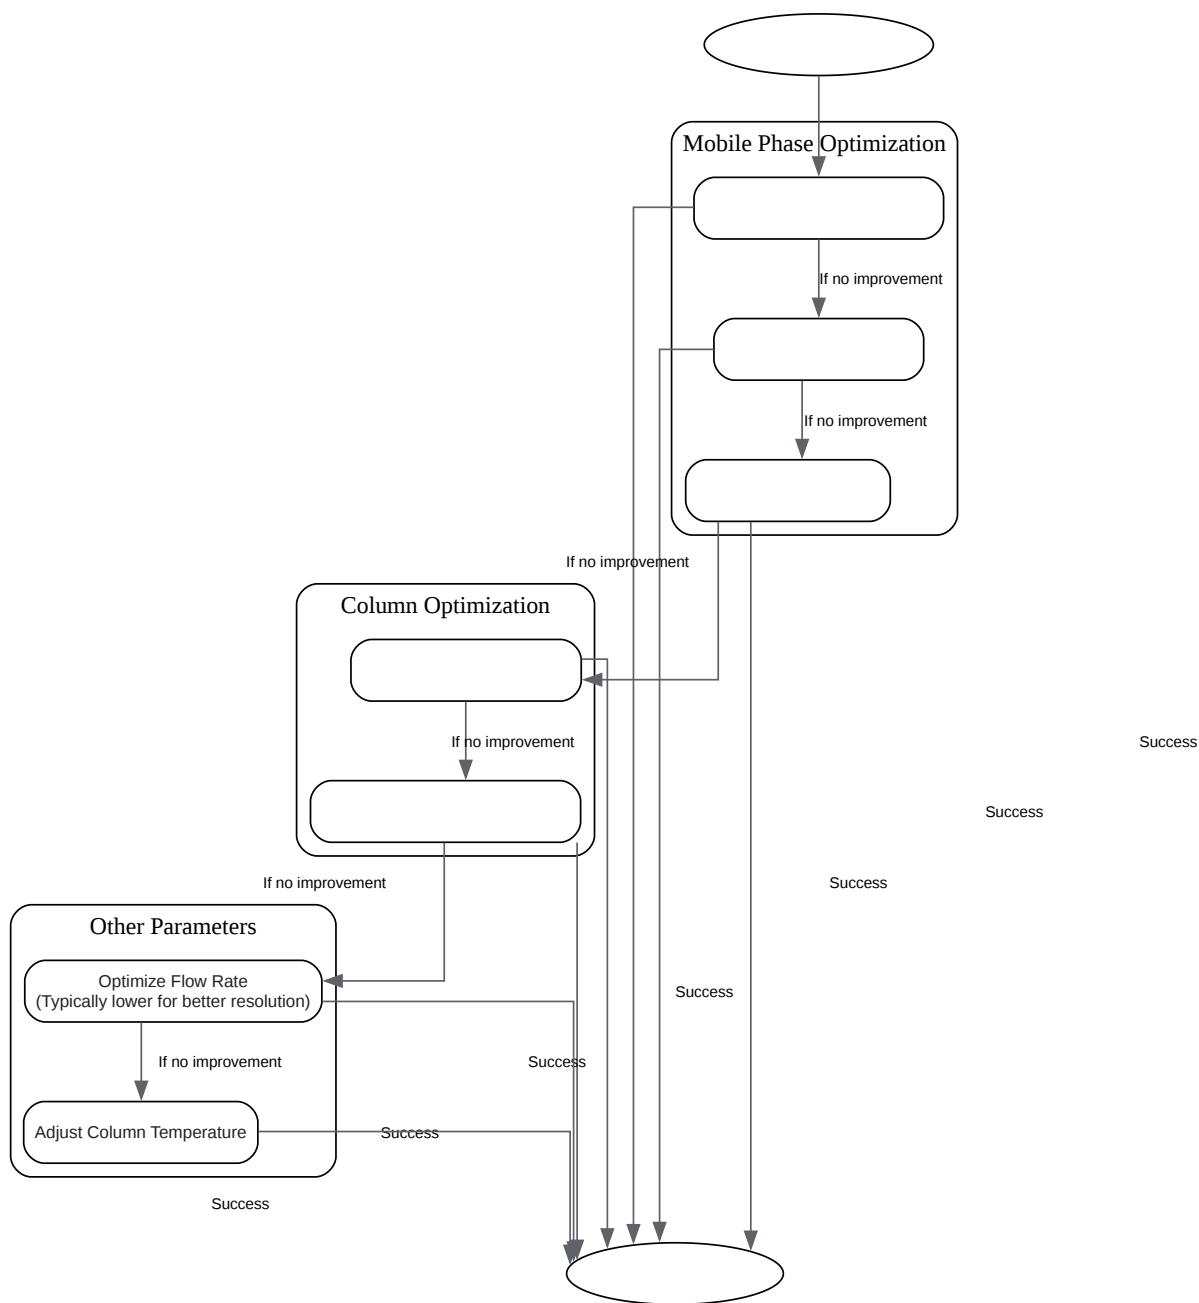 Mobile Phase Optimization
If no improvement
If no improvement
If no improvement
Column Optimization
If no improvement
Success
Success
If no improvement
Success
Other Parameters
Optimize Flow Rate
(Typically lower for better resolution)
Success
If no improvement
Success
Adjust Column Temperature
Success
Success